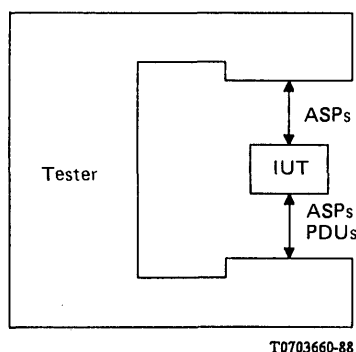 ASPs
IUT
Tester
ASPs
PDUs
T0703660-88